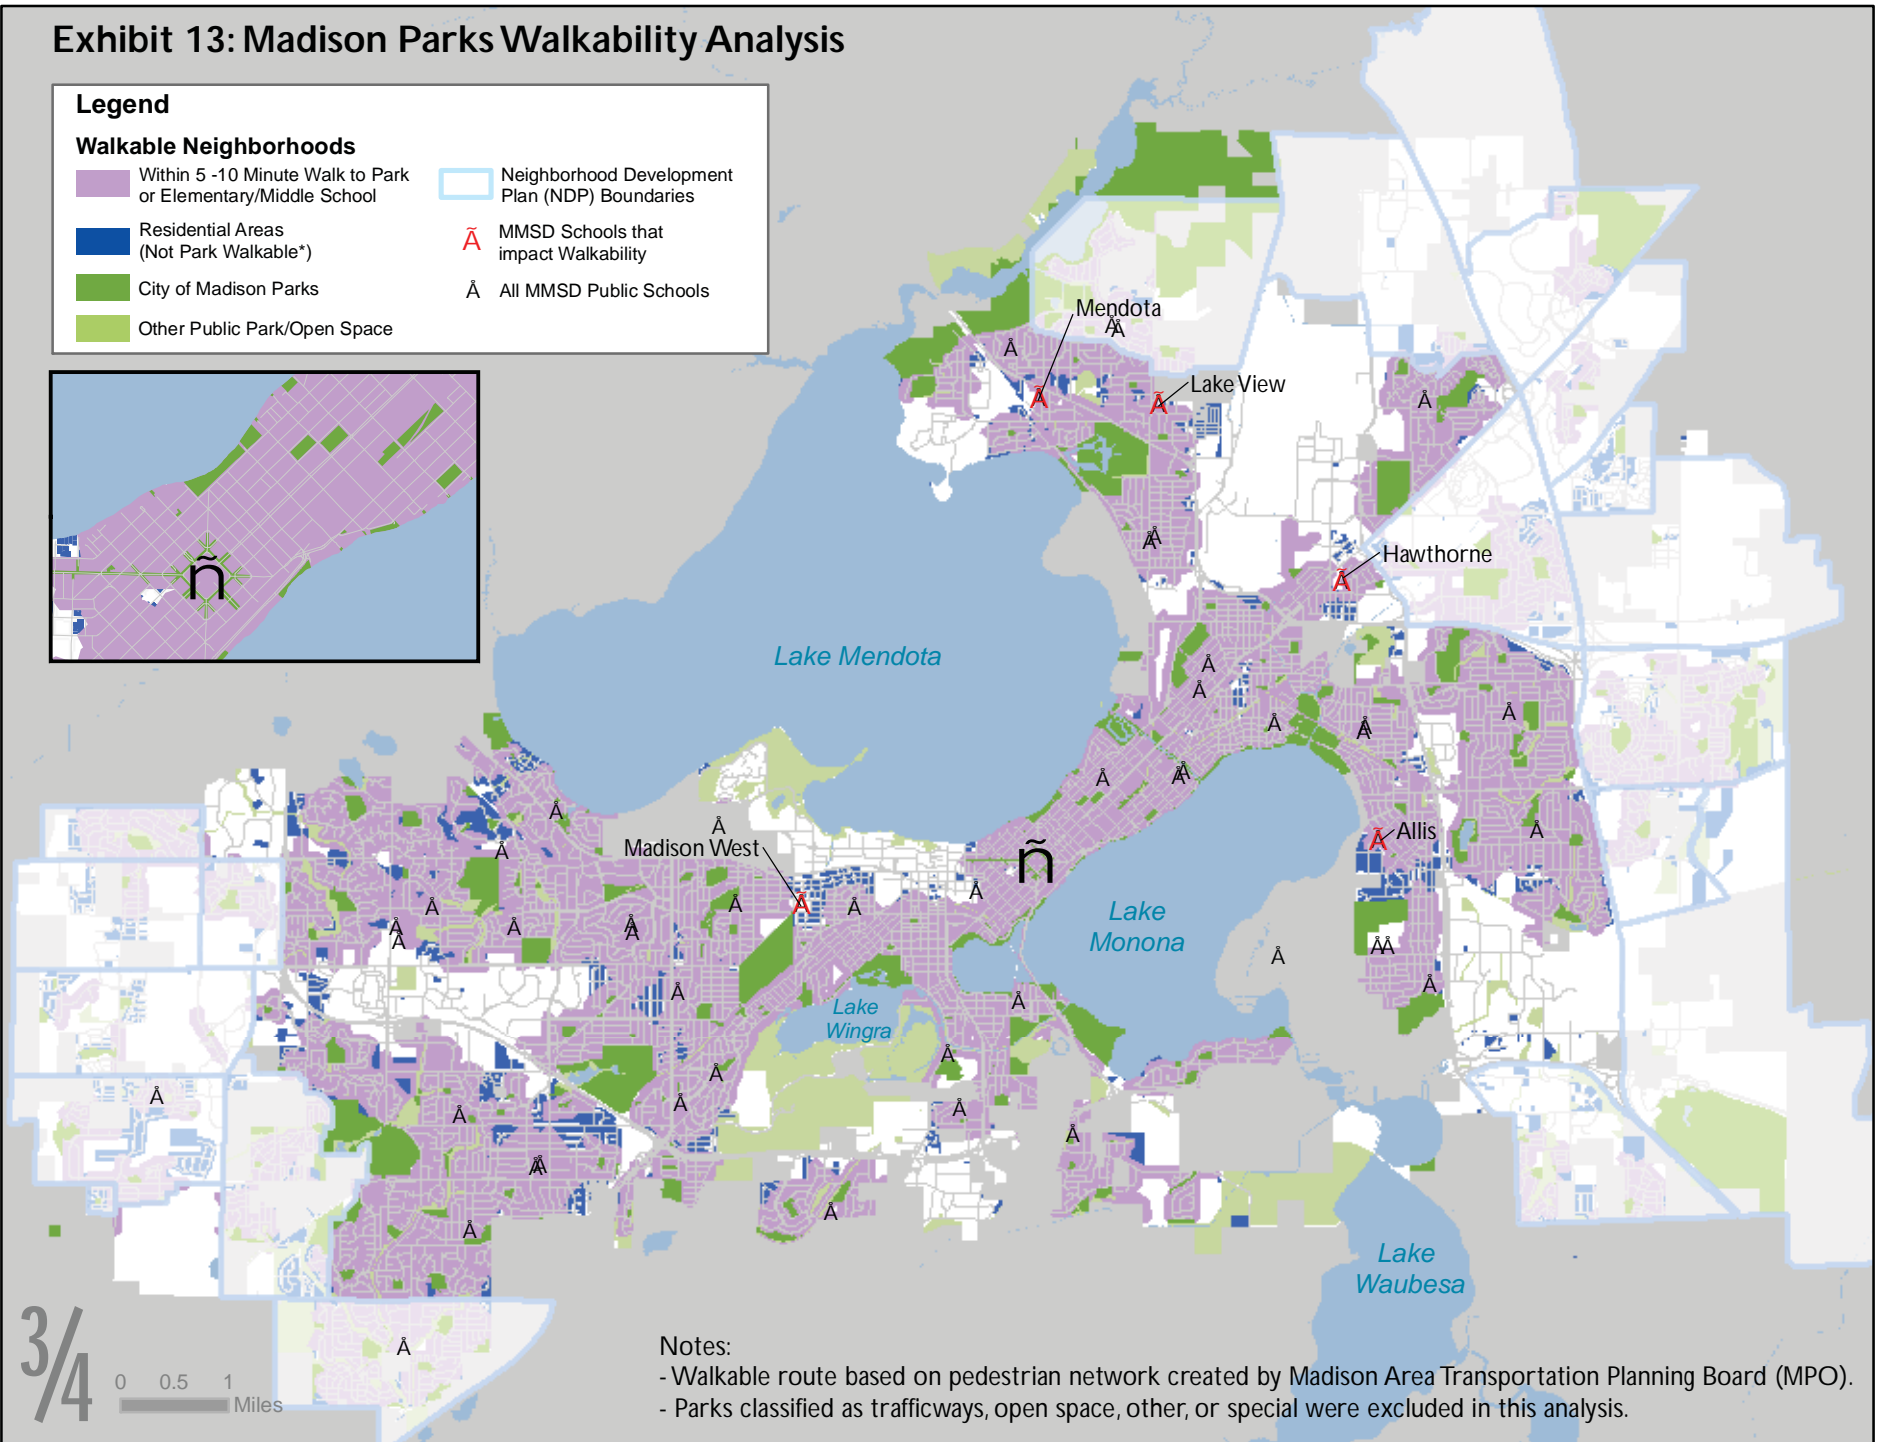 Exhibit 13: Madison Parks Walkability Analysis
Legend
Walkable Neighborhoods
Within 5 -10 Minute Walk to Park
or Elementary/Middle School
Residential Areas
(Not Park Walkable*)
City of Madison Parks
Other Public Park/Open Space
Neighborhood Development
Plan (NDP) Boundaries
Ã MMSD Schools that
impact Walkability
Å All MMSD Public Schools
ñ
Mendota
Lake View
Hawthorne
Lake Mendota
Madison West
Allis
ñ
Lake
Monona
Lake
Wingra
Lake
Waubesa
3/4
0 0.5 1
Miles
Notes:
- Walkable route based on pedestrian network created by Madison Area Transportation Planning Board (MPO).
- Parks classified as trafficways, open space, other, or special were excluded in this analysis.